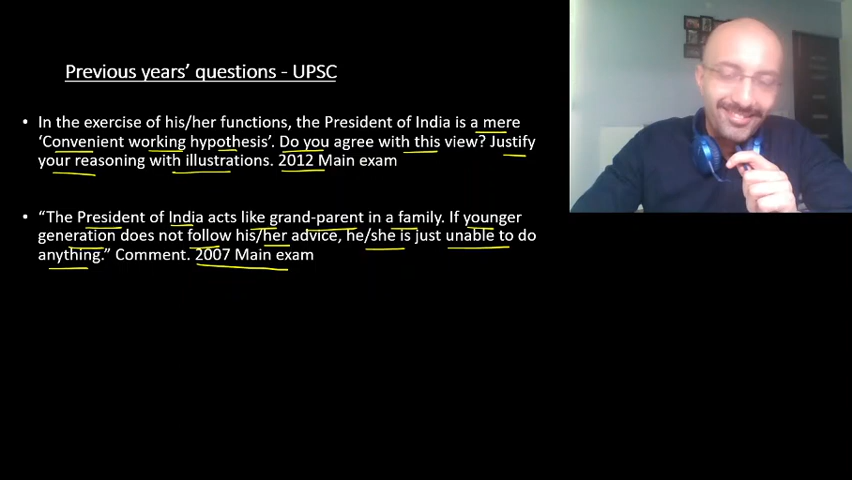 Previous years' questions - UPSC
• In the exercise of his/her functions, the President of India is a mere
'Convenient working hypothesis'. Do you agree with this view? Justify
your reasoning with illustrations. 2012 Main exam
• "The President of India acts like grand-parent in a family. If younger
generation does not follow his/her advice, he/she is just unable to do
anything." Comment. 2007 Main exam